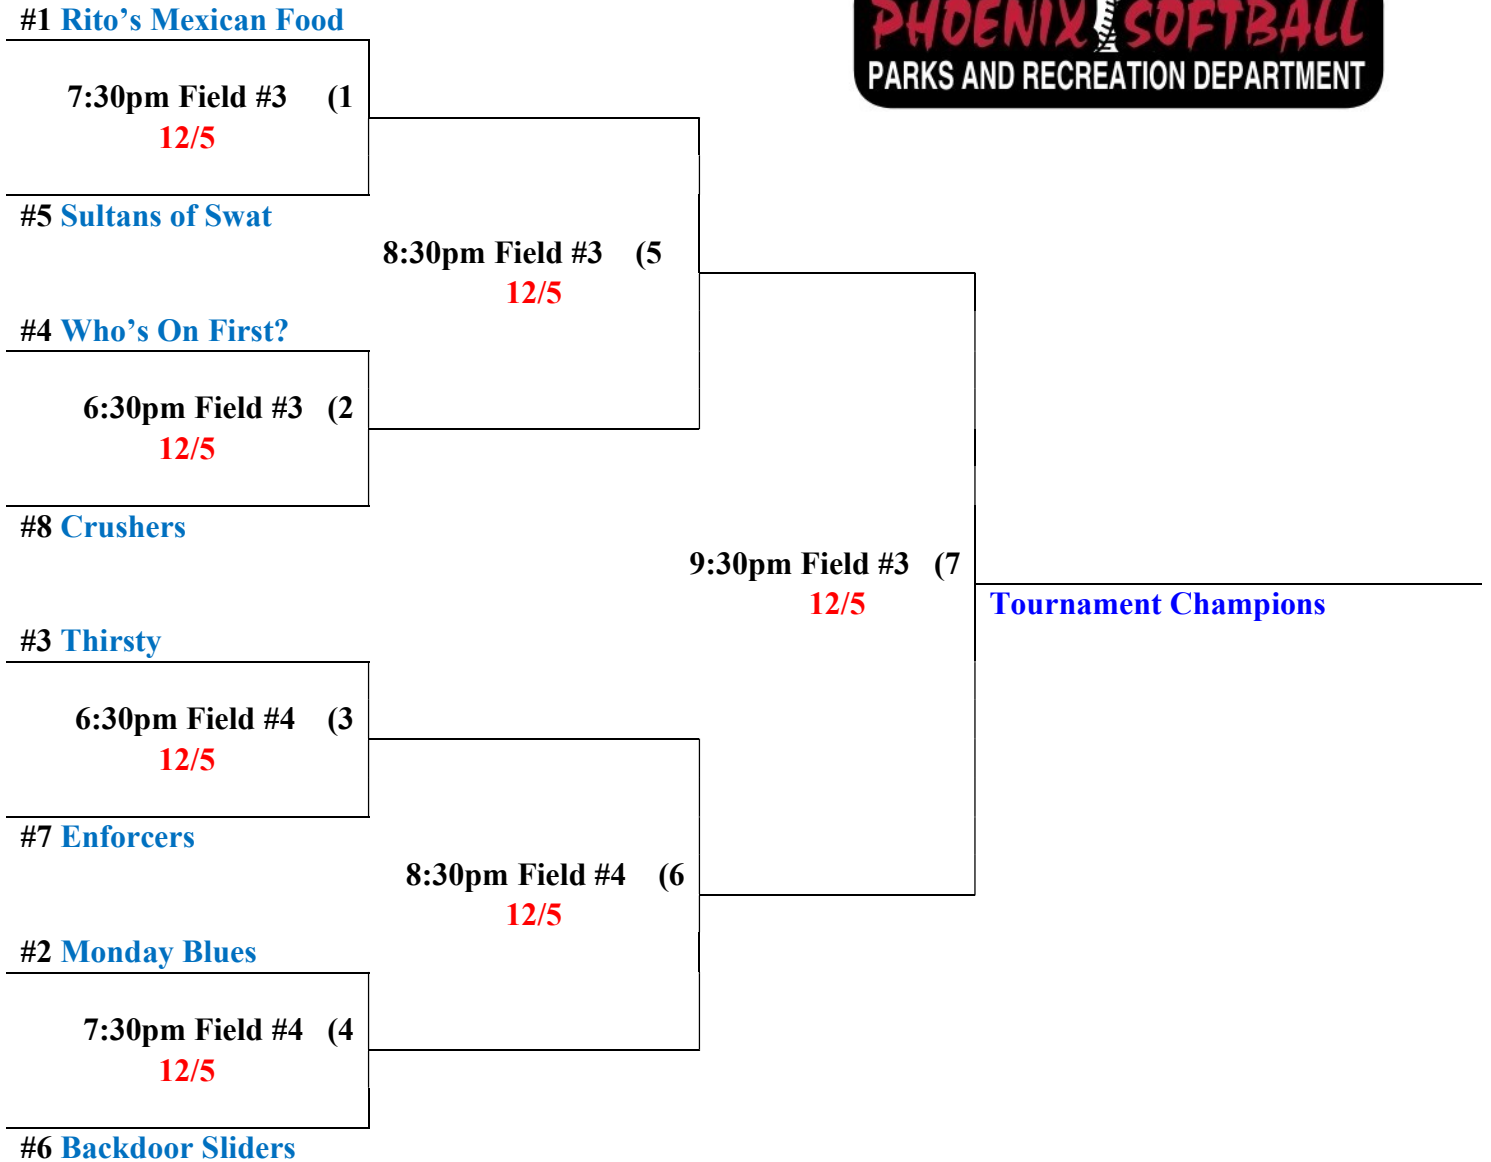 #1 Rito’s Mexican Food
PHOENIX SOFTBALL
PARKS AND RECREATION DEPARTMENT
7:30pm Field #3 (1
12/5
#5 Sultans of Swat
8:30pm Field #3 (5
12/5
#4 Who’s On First?
6:30pm Field #3 (2
12/5
#8 Crushers
9:30pm Field #3 (7
12/5
Tournament Champions
#3 Thirsty
6:30pm Field #4 (3
12/5
#7 Enforcers
8:30pm Field #4 (6
12/5
#2 Monday Blues
7:30pm Field #4 (4
12/5
#6 Backdoor Sliders